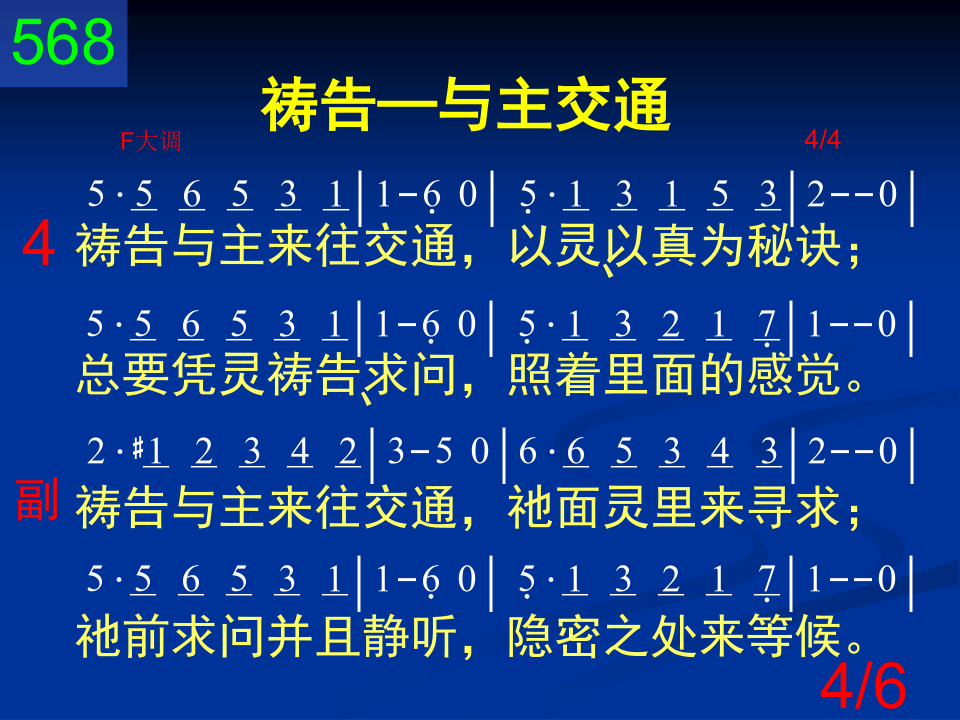 568
祷告—与主交通
F大调 4/4
5·5 6 5 3 1|1-6̣ 0| 5̣·1 3 1 5 3|2--0|
4 祷告与主来往交通，以灵、以真为秘诀；
5·5 6 5 3 1|1-6̣ 0| 5̣·1 3 2 1 7̣|1--0|
总要凭灵祷告、求问，照着里面的感觉。
2·#1 2 3 4 2|3-5 0|6·6 5 3 4 3|2--0|
副 祷告与主来往交通，祂面灵里来寻求；
5·5 6 5 3 1|1-6̣ 0| 5̣·1 3 2 1 7̣|1--0|
祂前求问并且静听，隐密之处来等候。
4/6